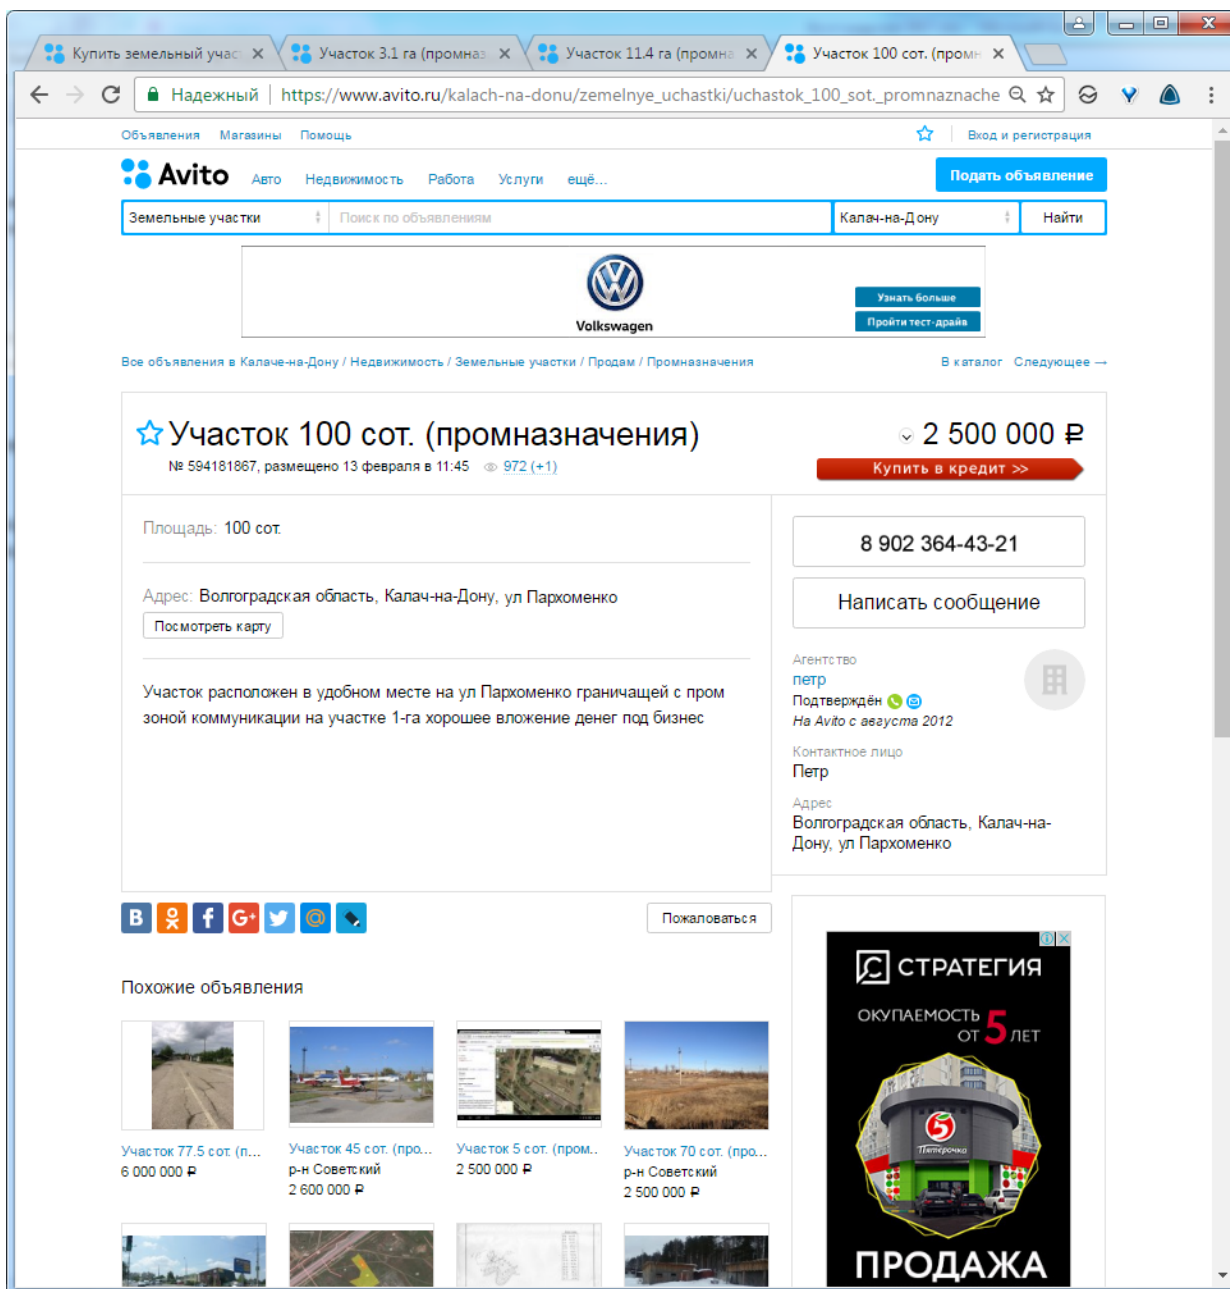 Купить земельный учас
Участок 3.1 га (промназ
Участок 11.4 га (промна
Участок 100 сот. (промн
Надежный
https://www.avito.ru/kalach-na-donu/zemelnye_uchastki/uchastok_100_sot._promnaznache
Объявления Магазины Помощь
Вход и регистрация
Avito Авто Недвижимость Работа Услуги ещё...
Подать объявление
Земельные участки
Поиск по объявлениям
Калач-на-Дону
Найти
Volkswagen
Узнать больше
Пройти тест-драйв
Все объявления в Калаче-на-Дону / Недвижимость / Земельные участки / Продам / Промназначения
В каталог Следующее →
Участок 100 сот. (промназначения)
2 500 000 ₽
№ 594181867, размещено 13 февраля в 11:45 972 (+1)
Купить в кредит >>
Площадь: 100 сот.
8 902 364-43-21
Адрес: Волгоградская область, Калач-на-Дону, ул Пархоменко
Посмотреть карту
Написать сообщение
Участок расположен в удобном месте на ул Пархоменко граничащей с пром
зоной коммуникации на участке 1-га хорошее вложение денег под бизнес
Агентство
петр
Подтверждён
На Avito с августа 2012
Контактное лицо
Петр
Адрес
Волгоградская область, Калач-на-
Дону, ул Пархоменко
B f G+ @
Пожаловаться
Похожие объявления
Участок 77.5 сот. (п...
6 000 000 ₽
Участок 45 сот. (про...
р-н Советский
2 600 000 ₽
Участок 5 сот. (пром..
2 500 000 ₽
Участок 70 сот. (про...
р-н Советский
2 500 000 ₽
СТРАТЕГИЯ
ОКУПАЕМОСТЬ
ОТ 5 ЛЕТ
5
Пятерочка
ПРОДАЖА